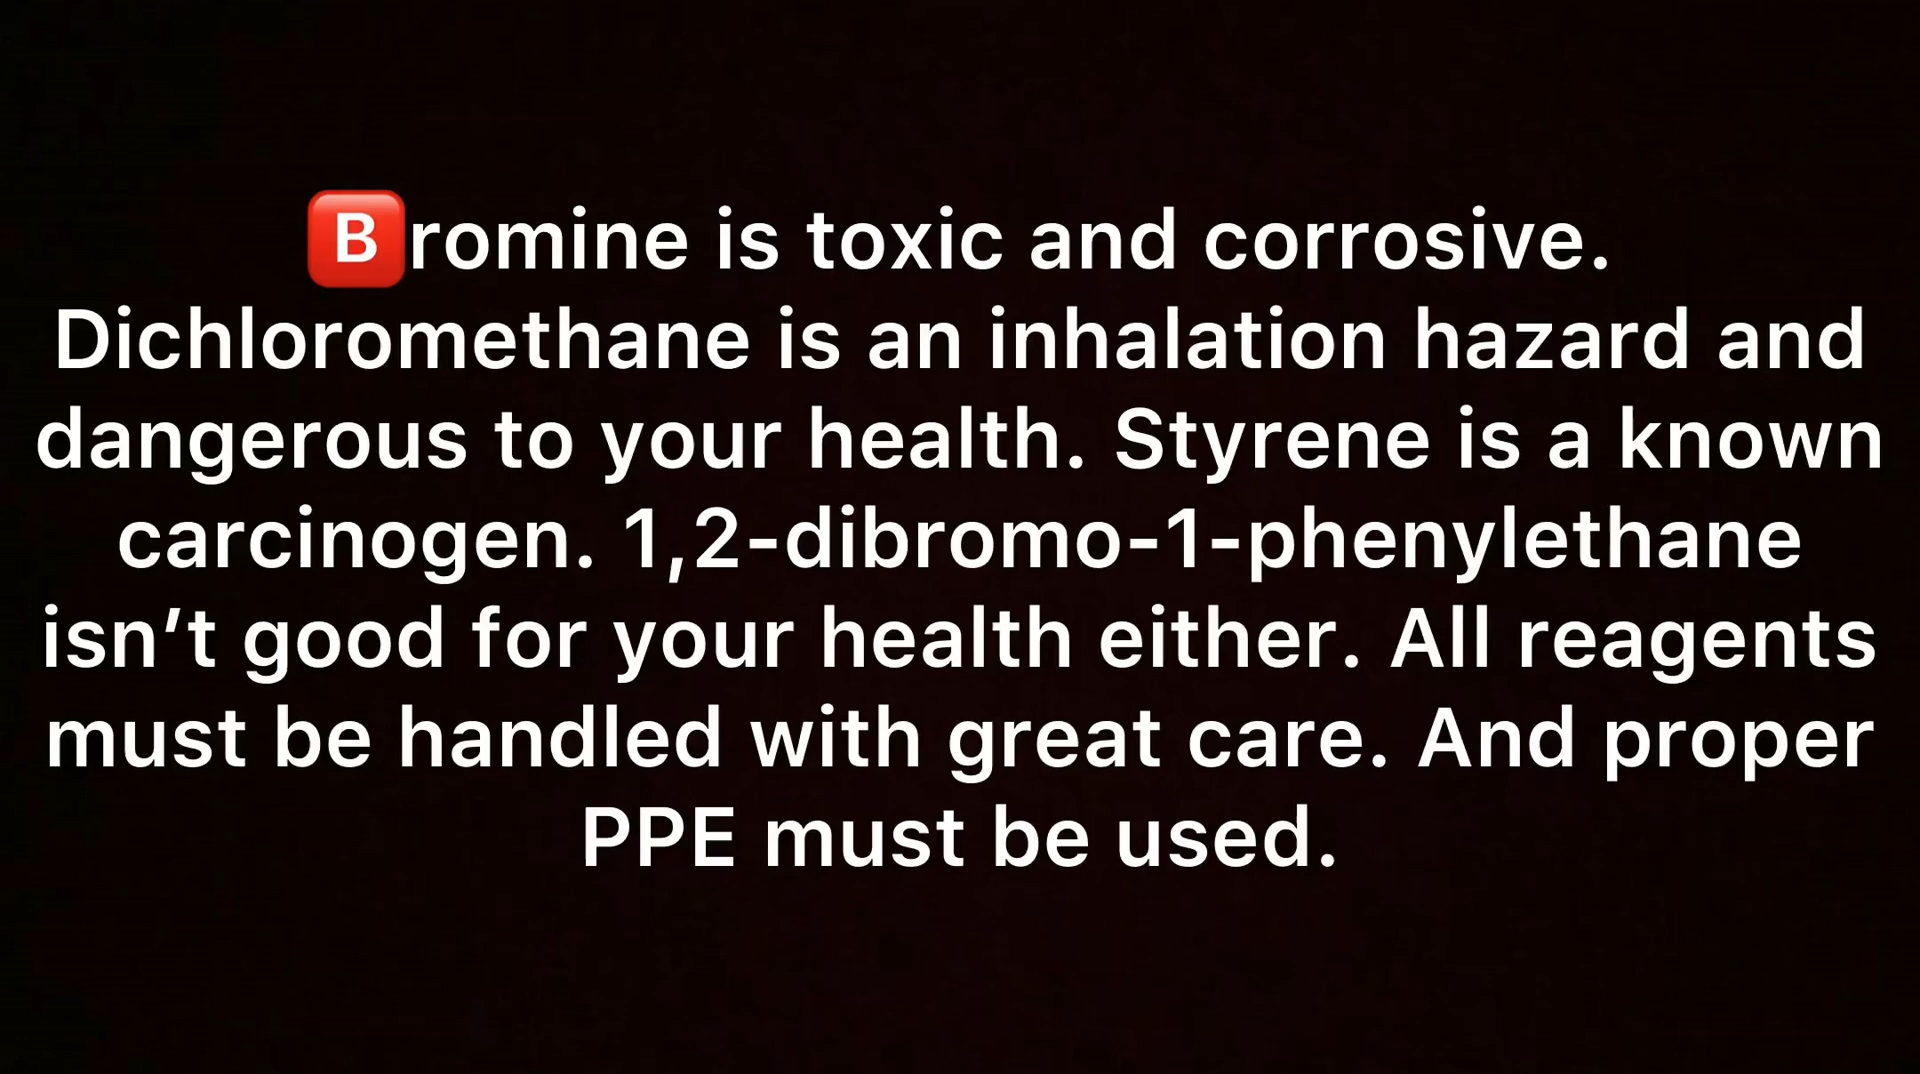 🅱️romine is toxic and corrosive.
Dichloromethane is an inhalation hazard and
dangerous to your health. Styrene is a known
carcinogen. 1,2-dibromo-1-phenylethane
isn’t good for your health either. All reagents
must be handled with great care. And proper
PPE must be used.